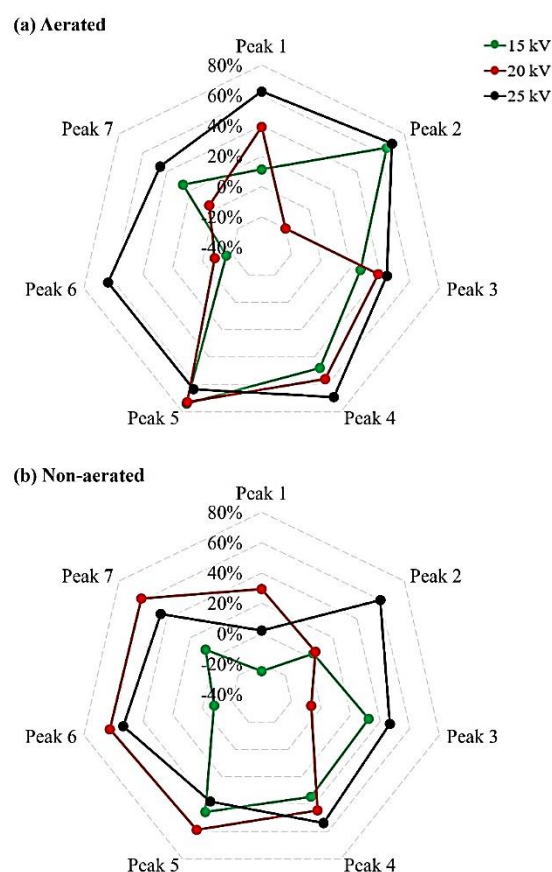 (a) Aerated
15 kV
20 kV
25 kV
Peak 1
Peak 2
Peak 3
Peak 4
Peak 5
Peak 6
Peak 7
80%
60%
40%
20%
0%
-20%
-40%
(b) Non-aerated
Peak 1
Peak 2
Peak 3
Peak 4
Peak 5
Peak 6
Peak 7
80%
60%
40%
20%
0%
-20%
-40%